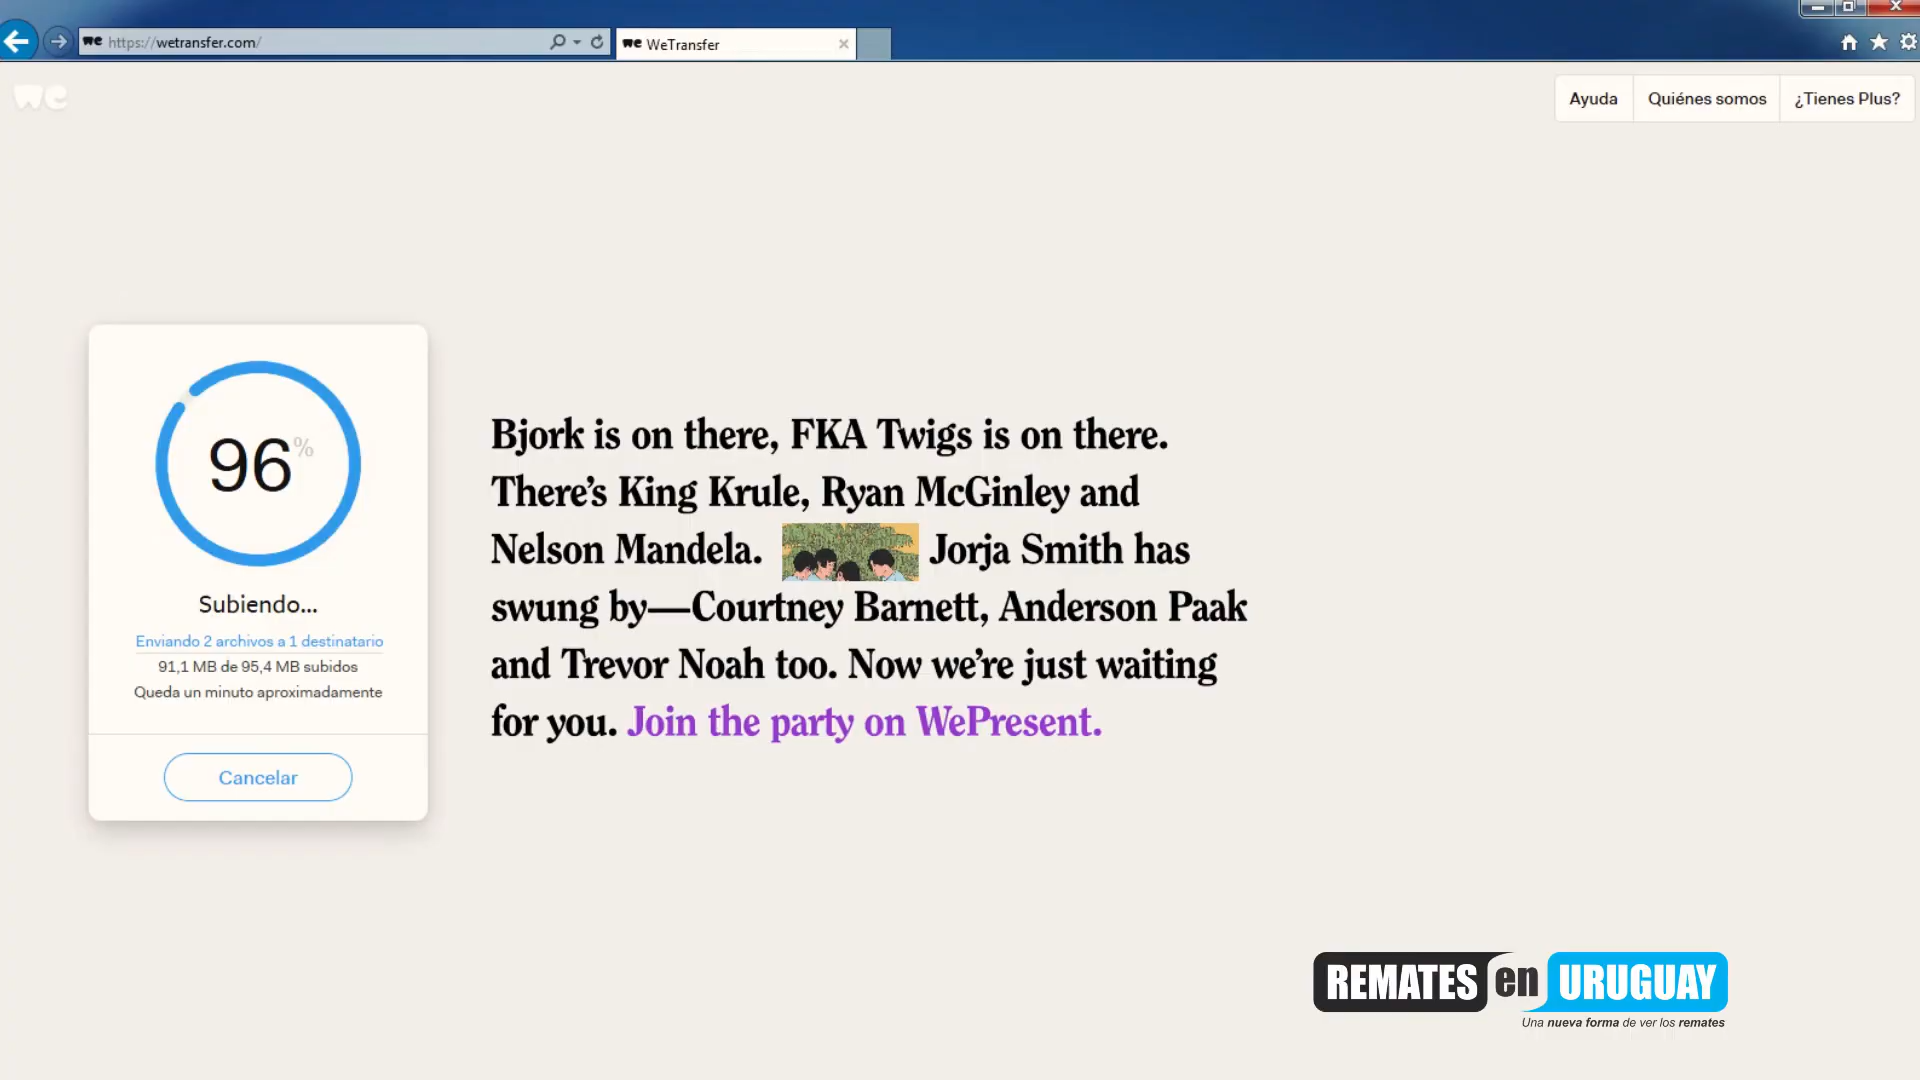 we https://wetransfer.com/
we WeTransfer
we
Ayuda
Quiénes somos
¿Tienes Plus?
96%
Subiendo...
Enviando 2 archivos a 1 destinatario
91,1 MB de 95,4 MB subidos
Queda un minuto aproximadamente
Cancelar
Bjork is on there, FKA Twigs is on there.
There’s King Krule, Ryan McGinley and
Nelson Mandela. Jorja Smith has
swung by—Courtney Barnett, Anderson Paak
and Trevor Noah too. Now we’re just waiting
for you. Join the party on WePresent.
REMATES en URUGUAY
Una nueva forma de ver los remates